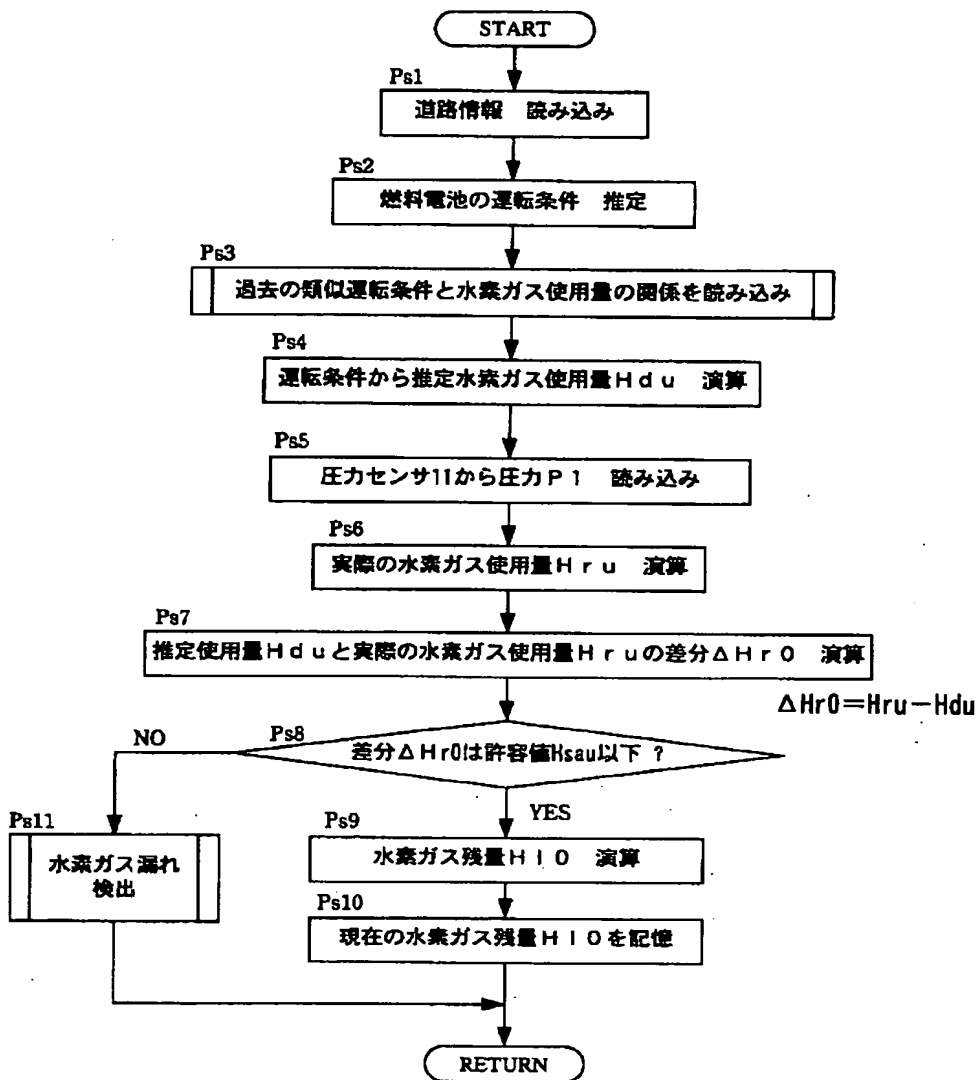 START
Ps1
道路情報 読み込み
Ps2
燃料電池の運転条件 推定
Ps3
過去の類似運転条件と水素ガス使用量の関係を読み込み
Ps4
運転条件から推定水素ガス使用量Hdu 演算
Ps5
圧力センサ11から圧力P1 読み込み
Ps6
実際の水素ガス使用量Hru 演算
Ps7
推定使用量Hduと実際の水素ガス使用量Hruの差分ΔHr0 演算
ΔHr0=Hru-Hdu
Ps8
差分ΔHr0は許容値Hsau以下?
NO
YES
Ps11
水素ガス漏れ
検出
Ps9
水素ガス残量Hl0 演算
Ps10
現在の水素ガス残量Hl0を記憶
RETURN